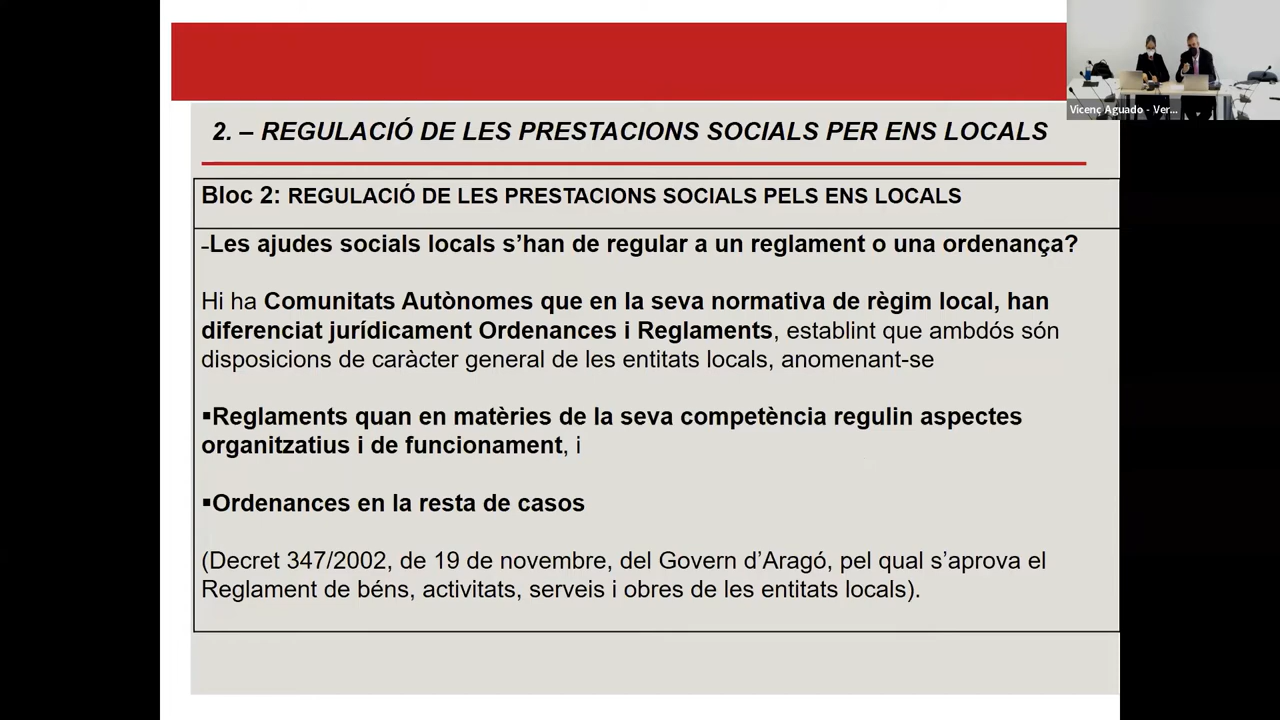 Vicenç Aguado - Ver...
2. – REGULACIÓ DE LES PRESTACIONS SOCIALS PER ENS LOCALS
Bloc 2: REGULACIÓ DE LES PRESTACIONS SOCIALS PELS ENS LOCALS
-Les ajudes socials locals s’han de regular a un reglament o una ordenança?
Hi ha Comunitats Autònomes que en la seva normativa de règim local, han
diferenciat jurídicament Ordenances i Reglaments, establint que ambdós són
disposicions de caràcter general de les entitats locals, anomenant-se
▪Reglaments quan en matèries de la seva competència regulin aspectes
organitzatius i de funcionament, i
▪Ordenances en la resta de casos
(Decret 347/2002, de 19 de novembre, del Govern d’Aragó, pel qual s’aprova el
Reglament de béns, activitats, serveis i obres de les entitats locals).